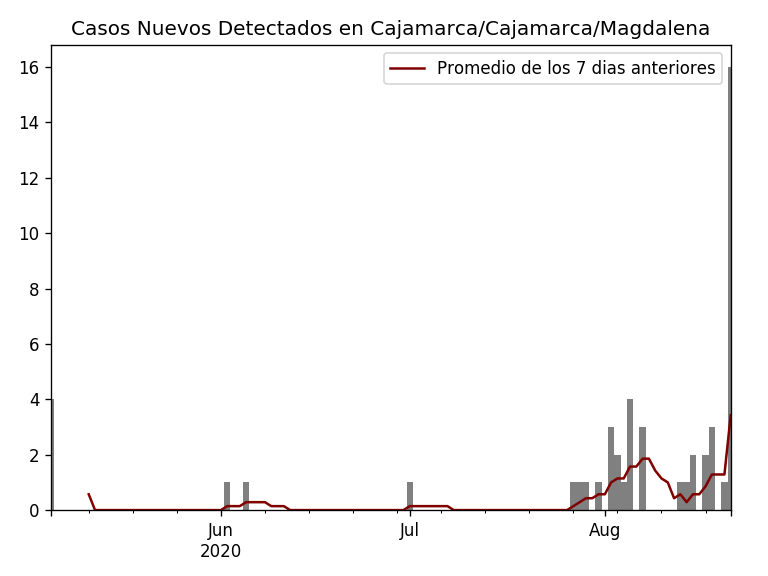 Casos Nuevos Detectados en Cajamarca/Cajamarca/Magdalena
Promedio de los 7 dias anteriores
16
14
12
10
8
6
4
2
0
Jun
2020
Jul
Aug